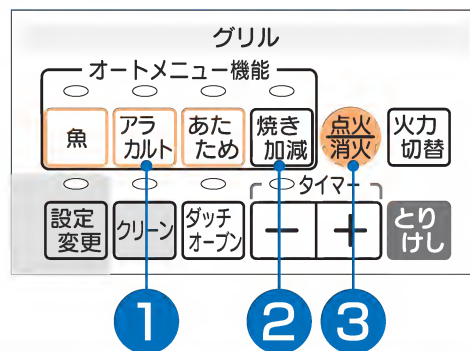 グリル
オートメニュー機能
魚
アラ
カルト
あた
ため
焼き
加減
点火
消火
火力
切替
タイマー
設定
変更
クリーン
ダッチ
オーブン
－
＋
とり
けし
1
2
3